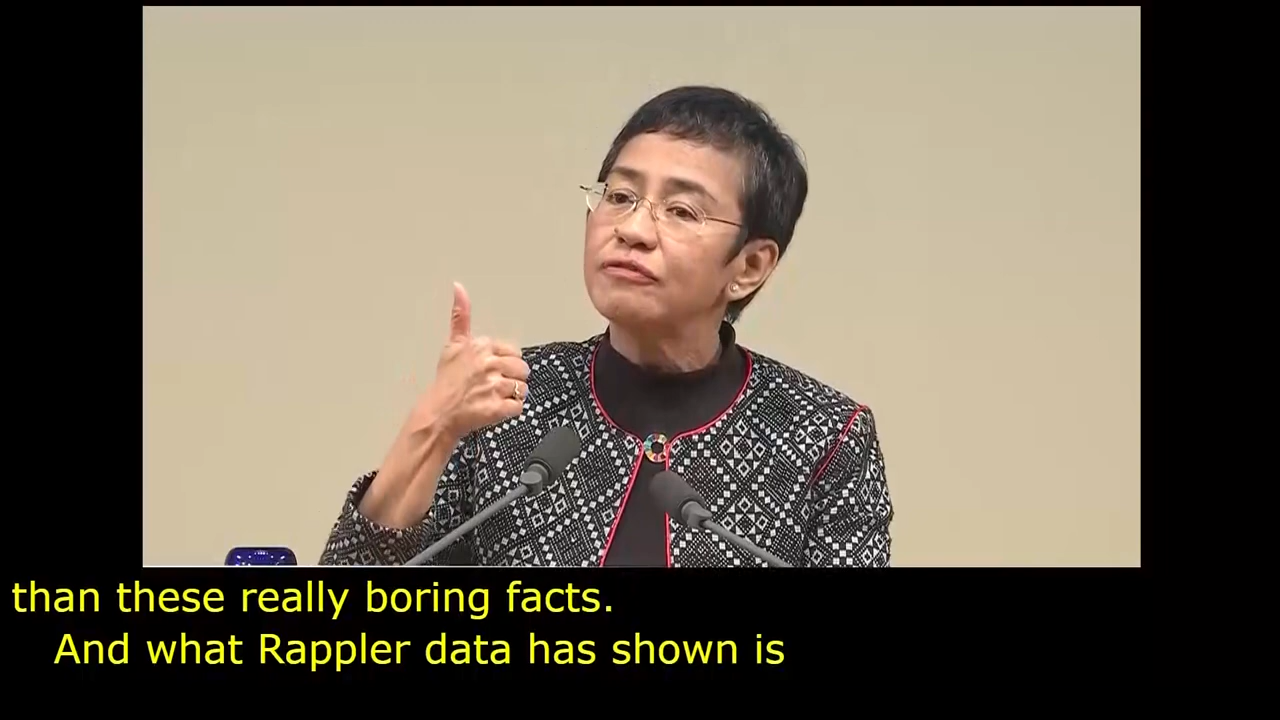 than these really boring facts.
And what Rappler data has shown is